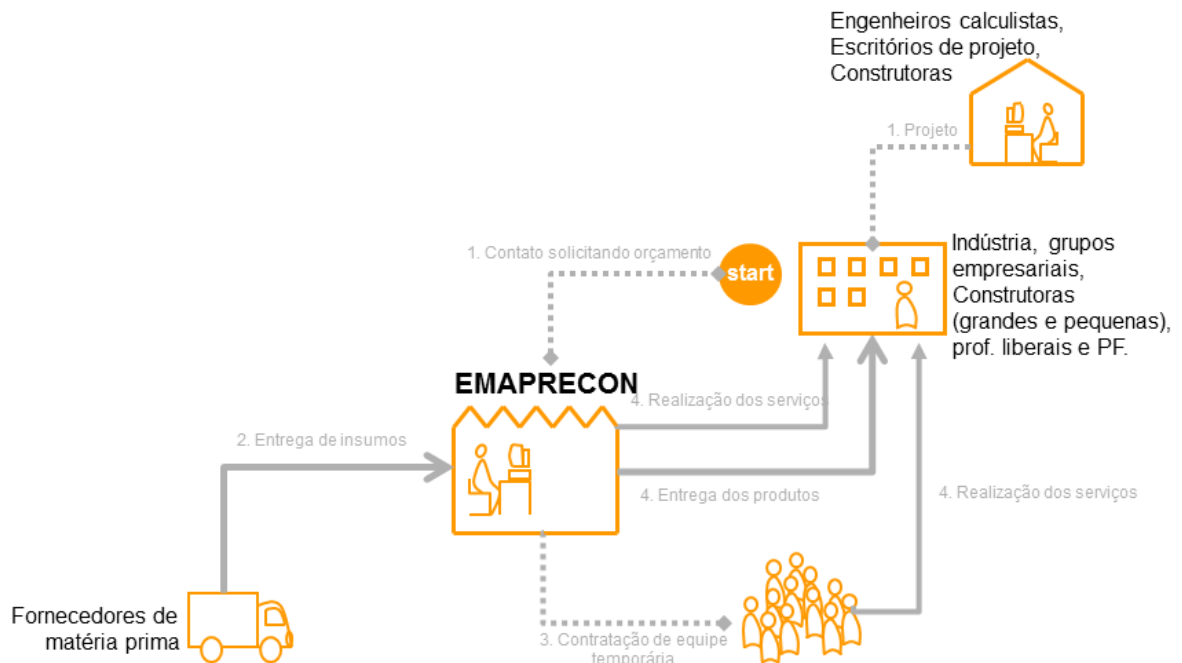 Engenheiros calculistas,
Escritórios de projeto,
Construtoras
1. Projeto
1. Contato solicitando orçamento
start
Indústria, grupos
empresariais,
Construtoras
(grandes e pequenas),
prof. liberais e PF.
EMAPRECON
4. Realização dos serviços
2. Entrega de insumos
4. Entrega dos produtos
4. Realização dos serviços
Fornecedores de
matéria prima
3. Contratação de equipe
temporária